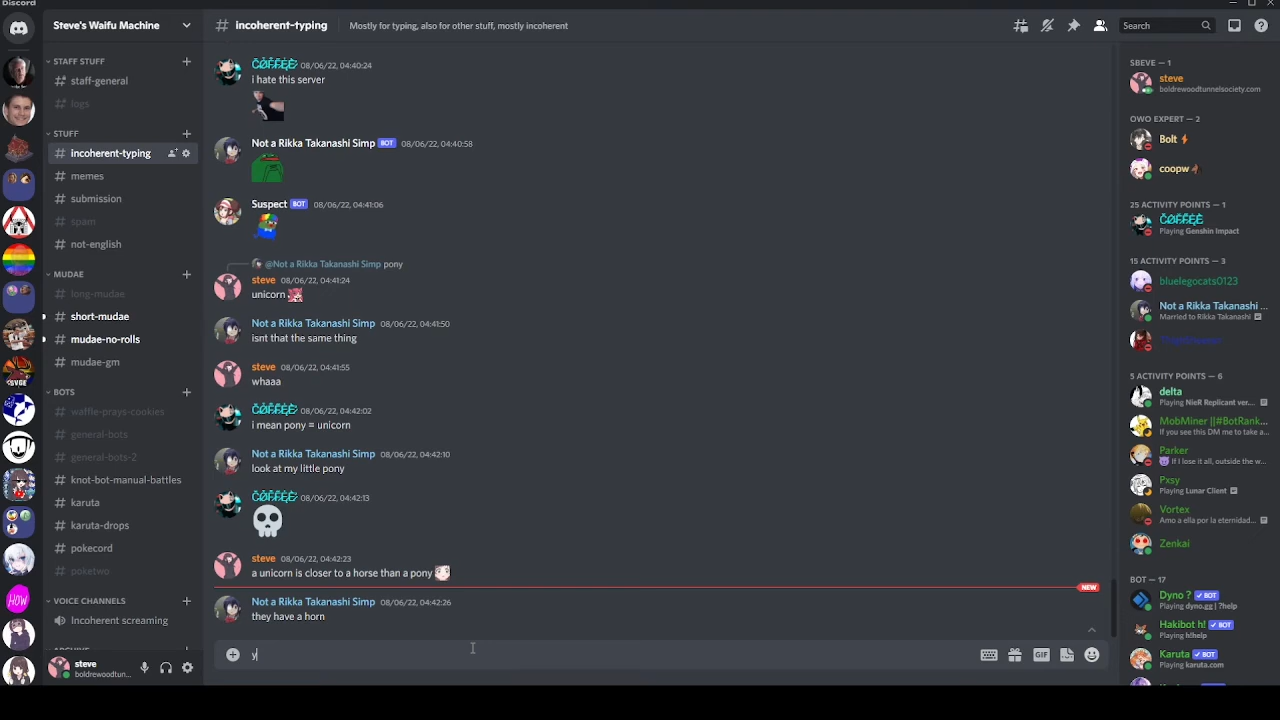 Discord
Steve's Waifu Machine
# incoherent-typing
Mostly for typing, also for other stuff, mostly incoherent
Search
STAFF STUFF
# staff-general
# logs
STUFF
# incoherent-typing
# memes
# submission
# spam
# not-english
MUDAE
# long-mudae
# short-mudae
# mudae-no-rolls
# mudae-gm
BOTS
# waffle-prays-cookies
# general-bots
# general-bots-2
# knot-bot-manual-battles
# karuta
# karuta-drops
# pokecord
# poketwo
VOICE CHANNELS
Incoherent screaming
steve
boldrewoodtun...
HOW
08/06/22, 04:40:24
i hate this server
Not a Rikka Takanashi Simp BOT 08/06/22, 04:40:58
Suspect BOT 08/06/22, 04:41:06
@Not a Rikka Takanashi Simp pony
steve 08/06/22, 04:41:24
unicorn
Not a Rikka Takanashi Simp 08/06/22, 04:41:50
isnt that the same thing
steve 08/06/22, 04:41:55
whaaa
08/06/22, 04:42:02
i mean pony = unicorn
Not a Rikka Takanashi Simp 08/06/22, 04:42:10
look at my little pony
08/06/22, 04:42:13
steve 08/06/22, 04:42:23
a unicorn is closer to a horse than a pony
NEW
Not a Rikka Takanashi Simp 08/06/22, 04:42:26
they have a horn
y
GIF
SBEVE — 1
steve
boldrewoodtunnelsociety.com
OWO EXPERT — 2
Bolt
coopw
25 ACTIVITY POINTS — 1
Playing Genshin Impact
15 ACTIVITY POINTS — 3
bluelegocats0123
Not a Rikka Takanashi ...
Married to Rikka Takanashi
5 ACTIVITY POINTS — 6
delta
Playing NieR Replicant ver...
MobMiner ||#BotRank...
If you see this DM me to take a...
Parker
If I lose it all, outside the w...
Pxsy
Playing Lunar Client
Vortex
Amo a ella por la eternidad...
Zenkai
BOT — 17
Dyno ? BOT
Playing dyno.gg | ?help
Hakibot h! BOT
Playing h!help
Karuta BOT
Playing karuta.com